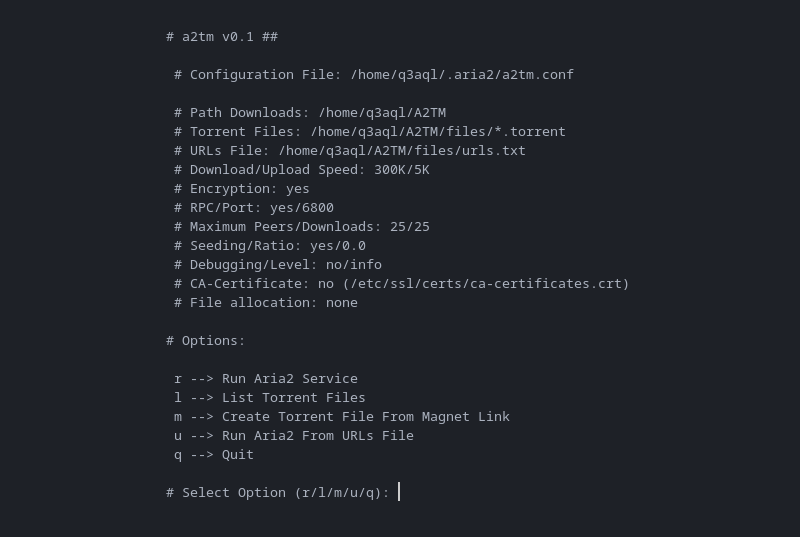 # a2tm v0.1 ##
# Configuration File: /home/q3aql/.aria2/a2tm.conf
# Path Downloads: /home/q3aql/A2TM
# Torrent Files: /home/q3aql/A2TM/files/*.torrent
# URLs File: /home/q3aql/A2TM/files/urls.txt
# Download/Upload Speed: 300K/5K
# Encryption: yes
# RPC/Port: yes/6800
# Maximum Peers/Downloads: 25/25
# Seeding/Ratio: yes/0.0
# Debugging/Level: no/info
# CA-Certificate: no (/etc/ssl/certs/ca-certificates.crt)
# File allocation: none
# Options:
r --> Run Aria2 Service
l --> List Torrent Files
m --> Create Torrent File From Magnet Link
u --> Run Aria2 From URLs File
q --> Quit
# Select Option (r/l/m/u/q):